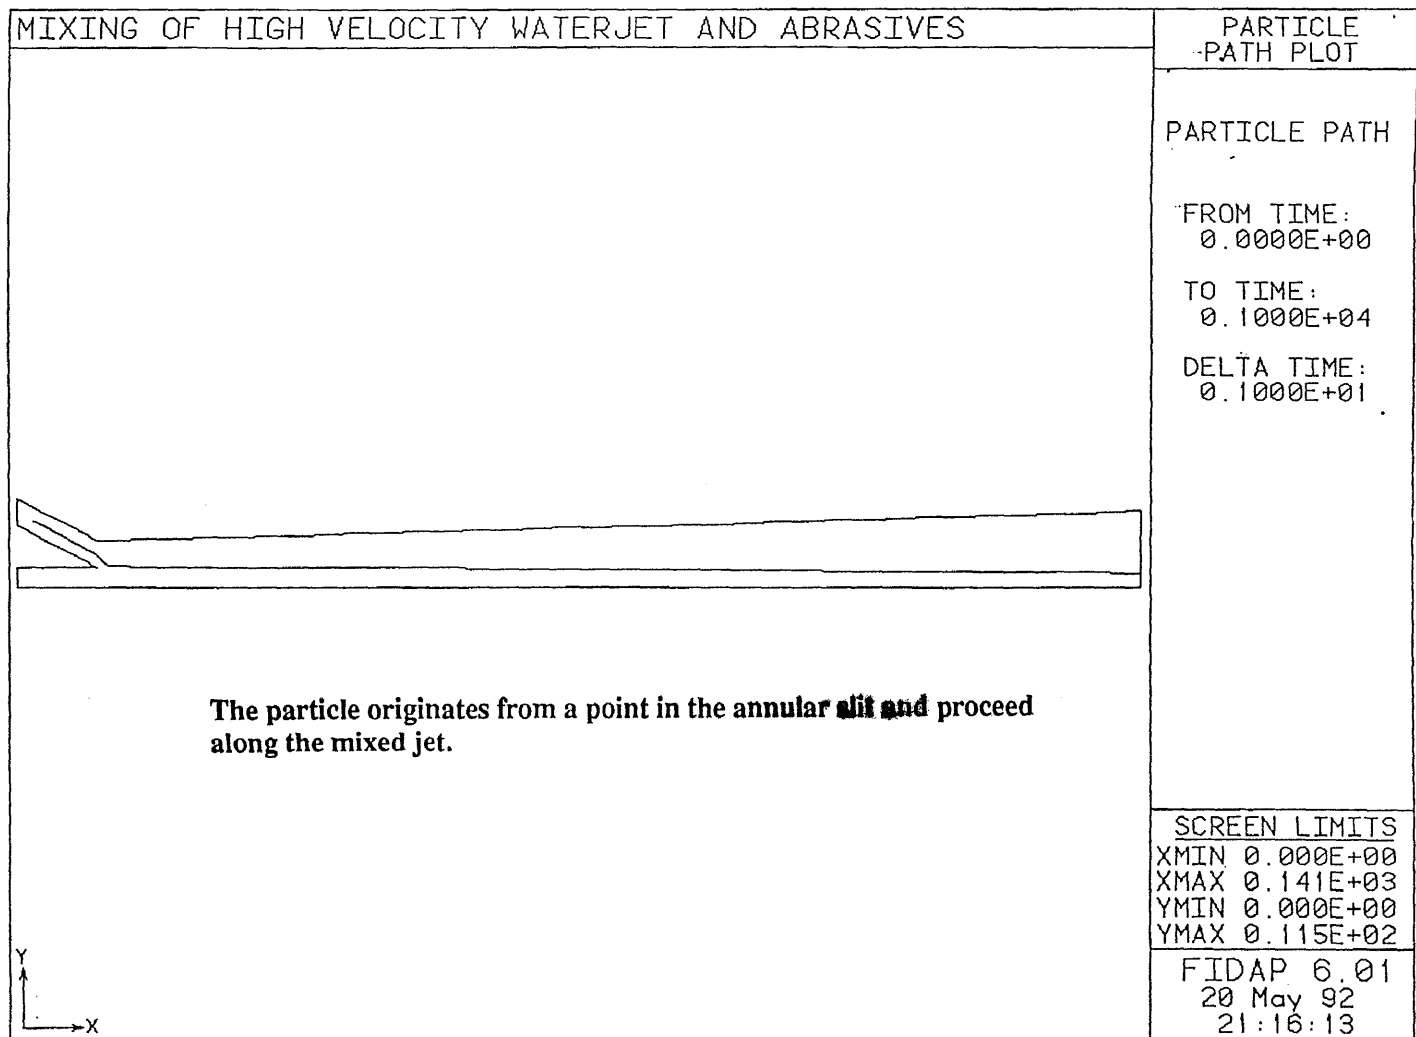 MIXING OF HIGH VELOCITY WATERJET AND ABRASIVES
PARTICLE
PATH PLOT
PARTICLE PATH
FROM TIME:
0.0000E+00
TO TIME:
0.1000E+04
DELTA TIME:
0.1000E+01
The particle originates from a point in the annular slit and proceed
along the mixed jet.
SCREEN LIMITS
XMIN 0.000E+00
XMAX 0.141E+03
YMIN 0.000E+00
YMAX 0.115E+02
FIDAP 6.01
20 May 92
21:16:13
Y
X